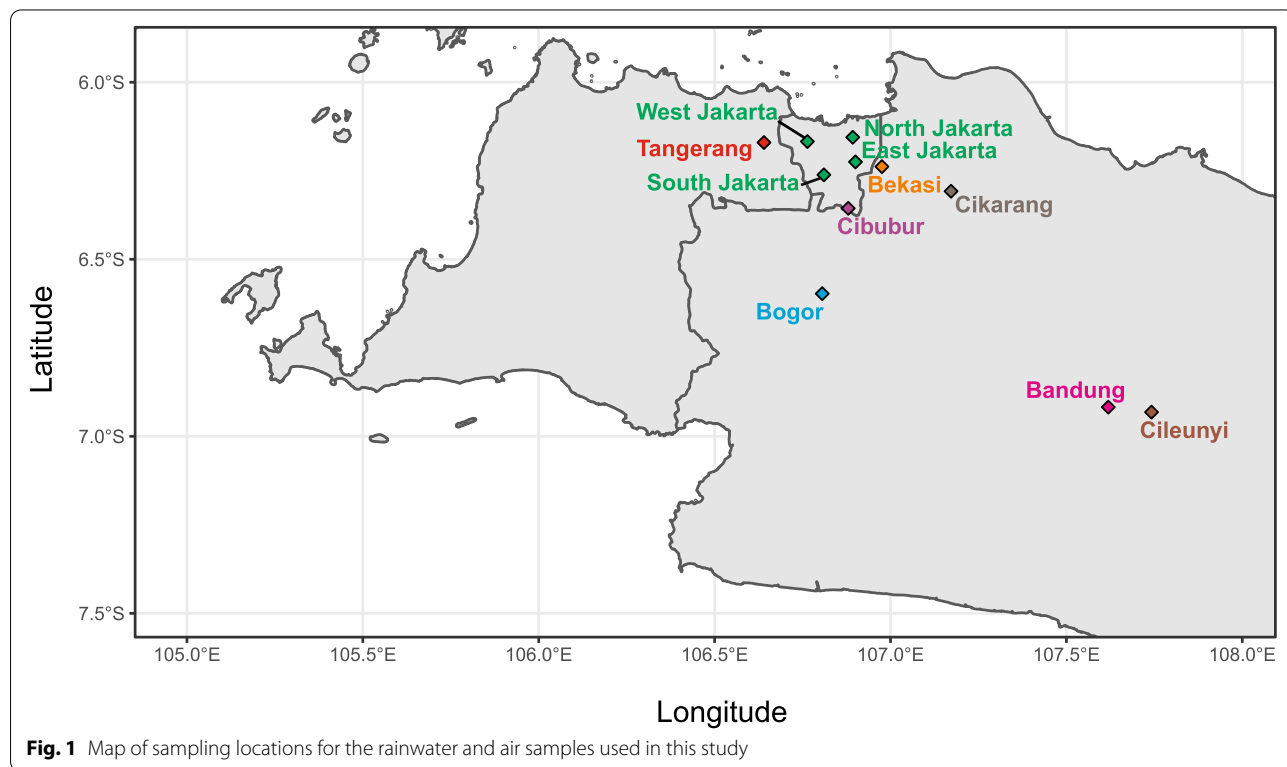 6.0°S
6.5°S
7.0°S
7.5°S
Latitude
West Jakarta
North Jakarta
Tangerang
East Jakarta
South Jakarta
Bekasi
Cikarang
Cibubur
Bogor
Bandung
Cileunyi
105.0°E 105.5°E 106.0°E 106.5°E 107.0°E 107.5°E 108.0°E
Longitude
Fig. 1 Map of sampling locations for the rainwater and air samples used in this study